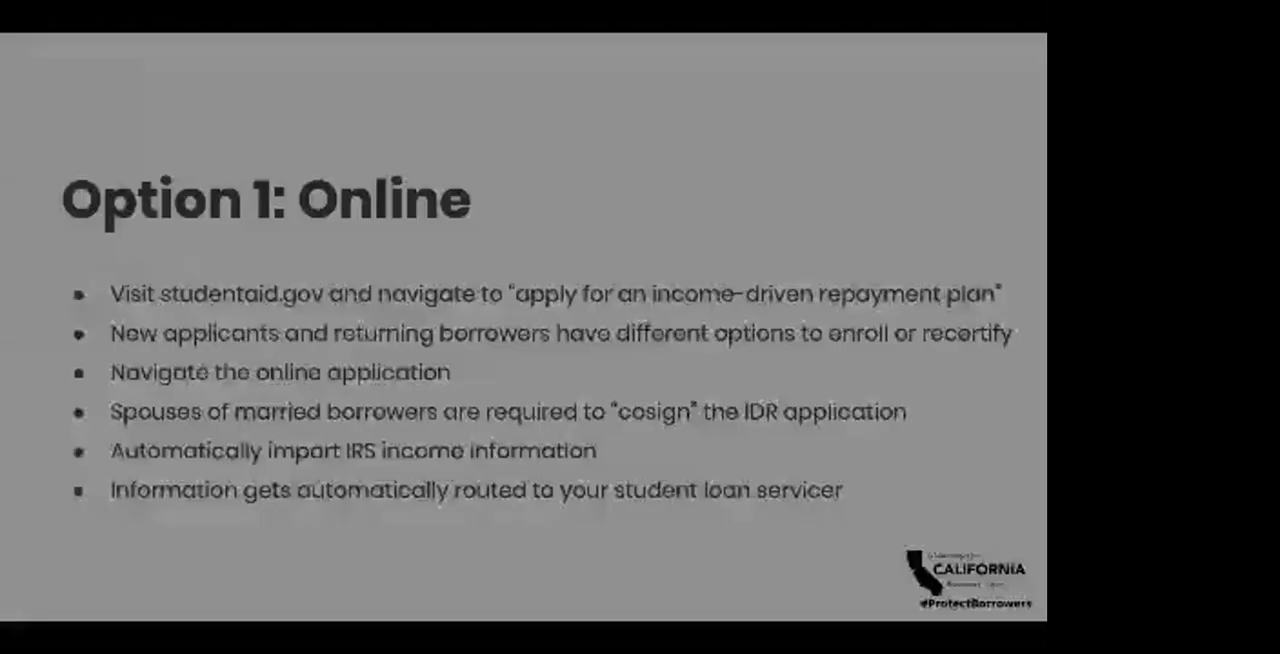 Option 1: Online
Visit studentaid.gov and navigate to "apply for an income-driven repayment plan"
New applicants and returning borrowers have different options to enroll or recertify
Navigate the online application
Spouses of married borrowers are required to "cosign" the IDR application
Automatically import IRS income information
Information gets automatically routed to your student loan servicer
CALIFORNIA
#ProtectBorrowers